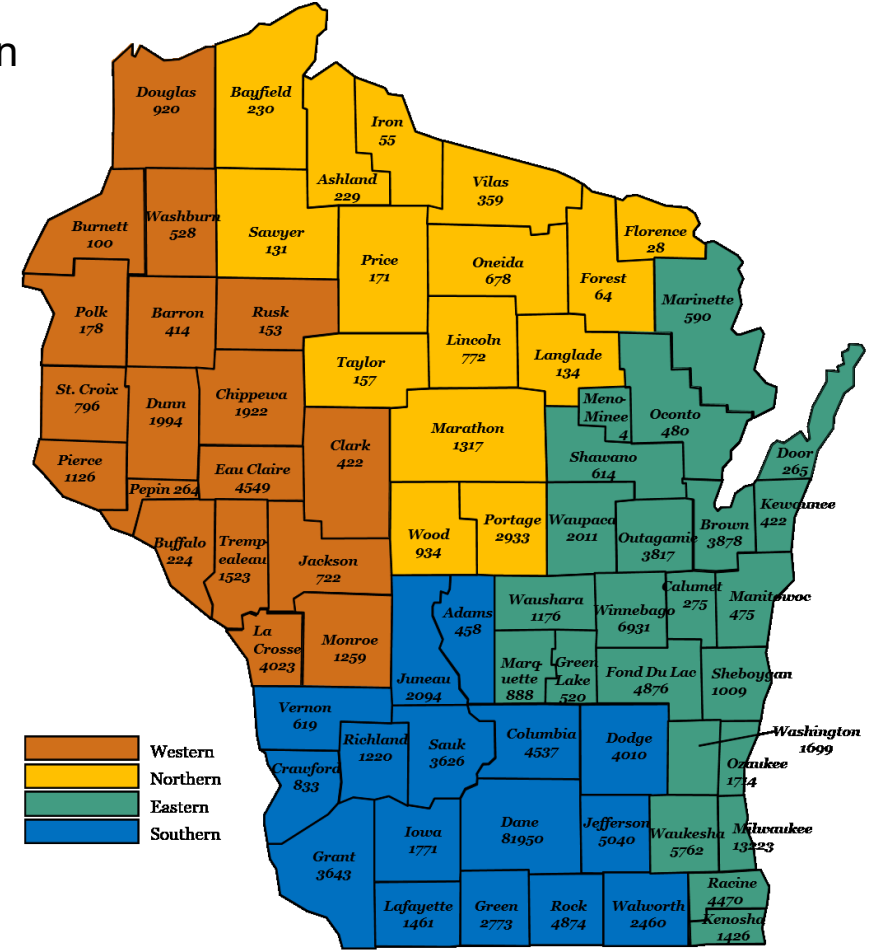 n
Douglas
920
Bayfield
230
Iron
55
Ashland
229
Vilas
359
Burnett
100
Washburn
528
Sawyer
131
Price
171
Oneida
678
Florence
28
Forest
64
Marinette
590
Polk
178
Barron
414
Rusk
153
Lincoln
772
Langlade
134
Taylor
157
St. Croix
796
Dunn
1994
Chippewa
1922
Meno-
Minee
4
Oconto
480
Marathon
1317
Clark
422
Shawano
614
Door
265
Pierce
1126
Eau Claire
4549
Pepin 264
Kewaunee
422
Wood
934
Portage
2933
Waupaca
2011
Outagamie
3817
Brown
3878
Buffalo
224
Tremp-
ealeau
1523
Jackson
722
Waushara
1176
Winnebago
6931
Calumet
275
Manitowoc
475
Adams
458
La
Crosse
4023
Monroe
1259
Juneau
2094
Marq-
uette
888
Green
Lake
520
Fond Du Lac
4876
Sheboygan
1009
Vernon
619
Richland
1220
Sauk
3626
Columbia
4537
Dodge
4010
Washington
1699
Crawford
833
Ozaukee
1714
Western
Northern
Eastern
Southern
Iowa
1771
Dane
81950
Jefferson
5040
Waukesha
5762
Milwaukee
13223
Grant
3643
Lafayette
1461
Green
2773
Rock
4874
Walworth
2460
Racine
4470
Kenosha
1426